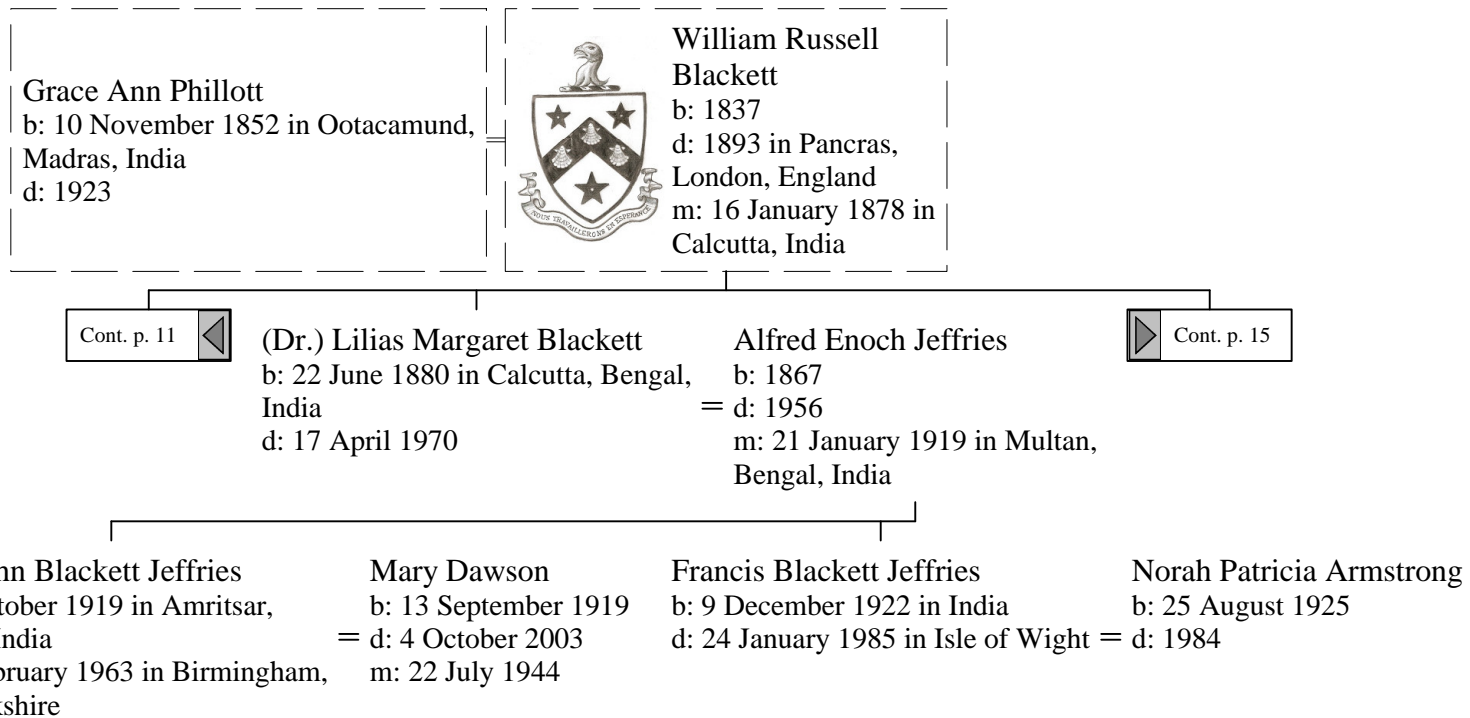 Grace Ann Phillott
b: 10 November 1852 in Ootacamund,
Madras, India
d: 1923
William Russell
Blackett
b: 1837
d: 1893 in Pancras,
London, England
m: 16 January 1878 in
Calcutta, India
NOUS TRAVAILLERONS EN ESPERANCE
Cont. p. 11
(Dr.) Lilias Margaret Blackett
b: 22 June 1880 in Calcutta, Bengal,
India
d: 17 April 1970
=
Alfred Enoch Jeffries
b: 1867
d: 1956
m: 21 January 1919 in Multan,
Bengal, India
Cont. p. 15
Blackett Jeffries
1919 in Amritsar,
India
1963 in Birmingham,
=
Mary Dawson
b: 13 September 1919
d: 4 October 2003
m: 22 July 1944
Francis Blackett Jeffries
b: 9 December 1922 in India
d: 24 January 1985 in Isle of Wight
=
Norah Patricia Armstrong
b: 25 August 1925
d: 1984